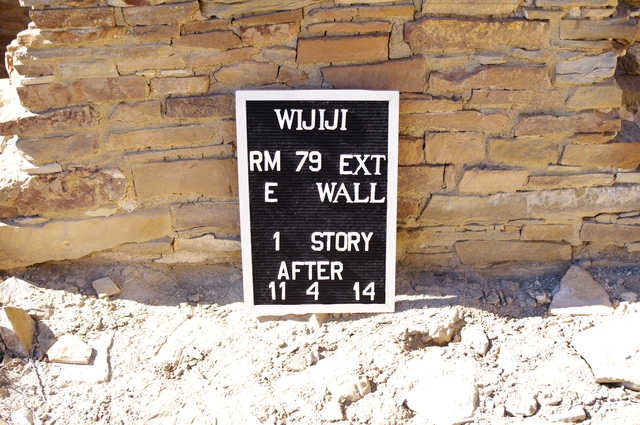 WIJIJI
RM 79 EXT
E WALL
1 STORY
AFTER
11 4 14